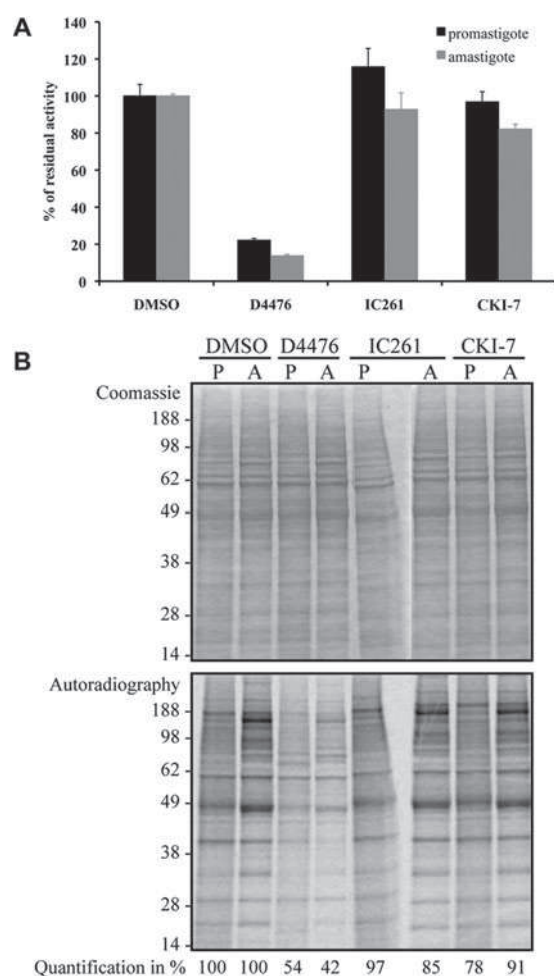 A
140
120
100
80
60
40
20
0
% of residual activity
promastigote
amastigote
DMSO D4476 IC261 CKI-7
B
DMSO D4476 IC261 CKI-7
P A P A P A P A
Coomassie
188
98
62
49
38
28
14
Autoradiography
188
98
62
49
38
28
14
Quantification in % 100 100 54 42 97 85 78 91